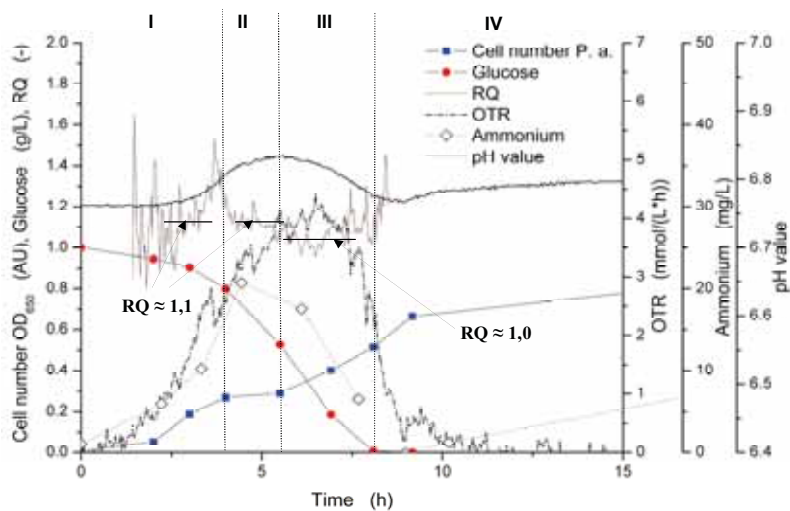 I II III IV
Cell number OD650 (AU), Glucose (g/L), RQ (-)
2.0
1.8
1.6
1.4
1.2
1.0
0.8
0.6
0.4
0.2
0.0
Cell number P. a.
Glucose
RQ
OTR
Ammonium
pH value
RQ ≈ 1,1
RQ ≈ 1,0
0 5 10 15
Time (h)
7
6
5
4
3
2
1
0
OTR (mmol/(L*h)
50
40
30
20
10
0
Ammonium (mg/L)
7.0
6.9
6.8
6.7
6.6
6.5
6.4
pH value